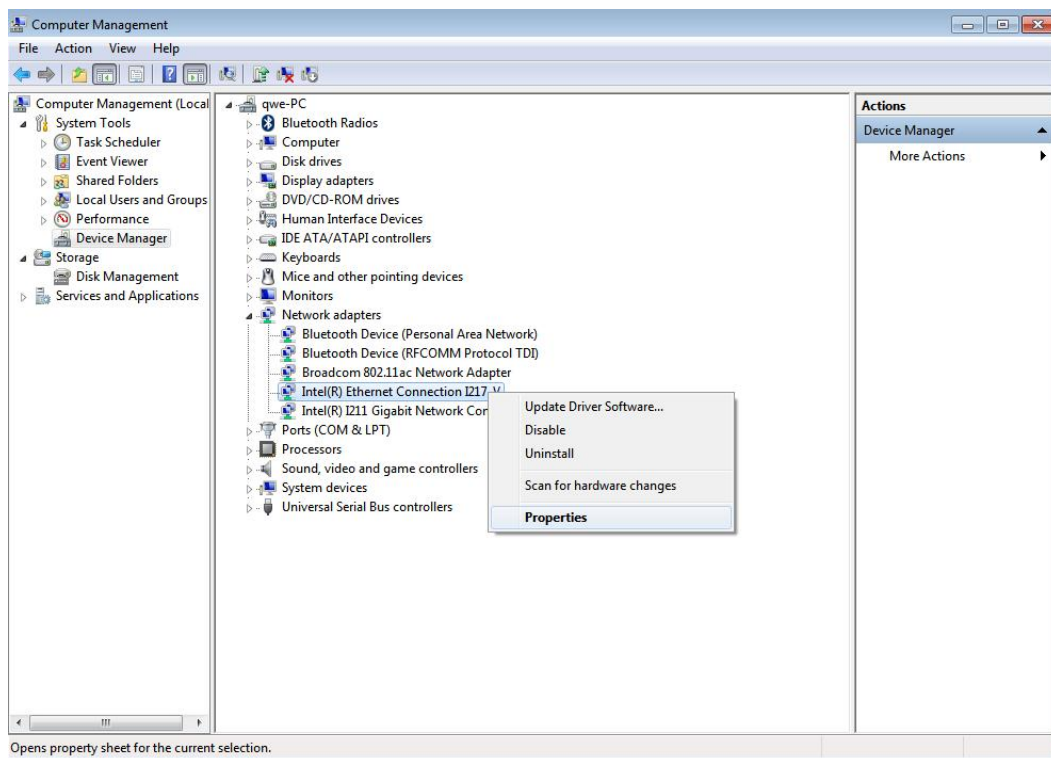 Computer Management
File Action View Help
Computer Management (Local
System Tools
Task Scheduler
Event Viewer
Shared Folders
Local Users and Groups
Performance
Device Manager
Storage
Disk Management
Services and Applications
qwe-PC
Bluetooth Radios
Computer
Disk drives
Display adapters
DVD/CD-ROM drives
Human Interface Devices
IDE ATA/ATAPI controllers
Keyboards
Mice and other pointing devices
Monitors
Network adapters
Bluetooth Device (Personal Area Network)
Bluetooth Device (RFCOMM Protocol TDI)
Broadcom 802.11ac Network Adapter
Intel(R) Ethernet Connection I217-V
Intel(R) I211 Gigabit Network Cor
Ports (COM & LPT)
Processors
Sound, video and game controllers
System devices
Universal Serial Bus controllers
Update Driver Software...
Disable
Uninstall
Scan for hardware changes
Properties
Actions
Device Manager
More Actions
Opens property sheet for the current selection.